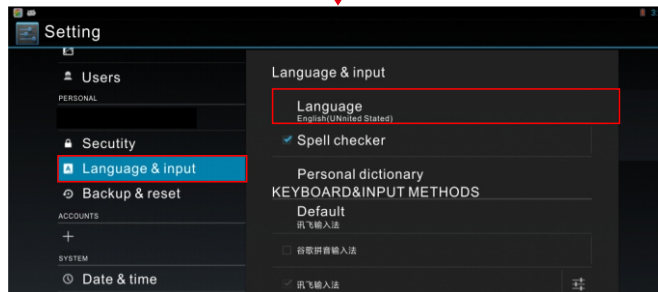 Setting
Users
PERSONAL
Secutity
Language & input
Backup & reset
ACCOUNTS
SYSTEM
Date & time
Language & input
Language
English(UNnited Stated)
Spell checker
Personal dictionary
KEYBOARD&INPUT METHODS
Default
讯飞输入法
谷歌拼音输入法
讯飞输入法